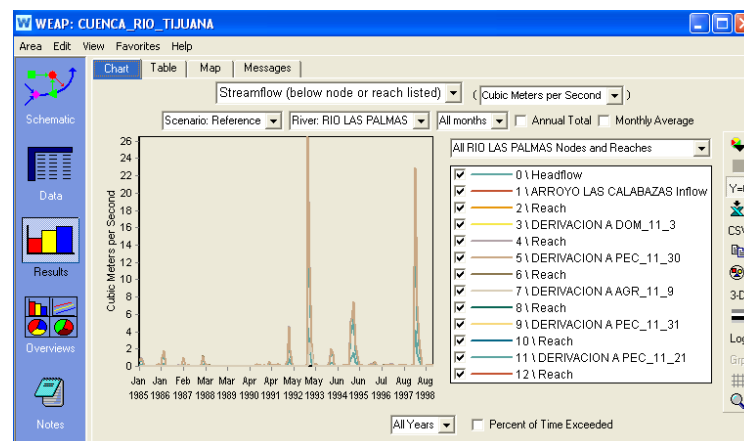 WEAP: CUENCA_RIO_TIJUANA
Area Edit View Favorites Help
Chart Table Map Messages
Streamflow (below node or reach listed) ( Cubic Meters per Second )
Scenario: Reference River: RIO LAS PALMAS All months Annual Total Monthly Average
All RIO LAS PALMAS Nodes and Reaches
Schematic
Data
Results
Overviews
Notes
Cubic Meters per Second
26
24
22
20
18
16
14
12
10
8
6
4
2
0
Jan Jan Feb Mar Mar Apr Apr May May Jun Jun Jul Aug Aug
1985 1986 1987 1988 1989 1990 1991 1992 1993 1994 1995 1996 1997 1998
0 \ Headflow
1 \ ARROYO LAS CALABAZAS Inflow
2 \ Reach
3 \ DERIVACION A DOM_11_3
4 \ Reach
5 \ DERIVACION A PEC_11_30
6 \ Reach
7 \ DERIVACION A AGR_11_9
8 \ Reach
9 \ DERIVACION A PEC_11_31
10 \ Reach
11 \ DERIVACION A PEC_11_21
12 \ Reach
All Years Percent of Time Exceeded
CSV
3-D
Log